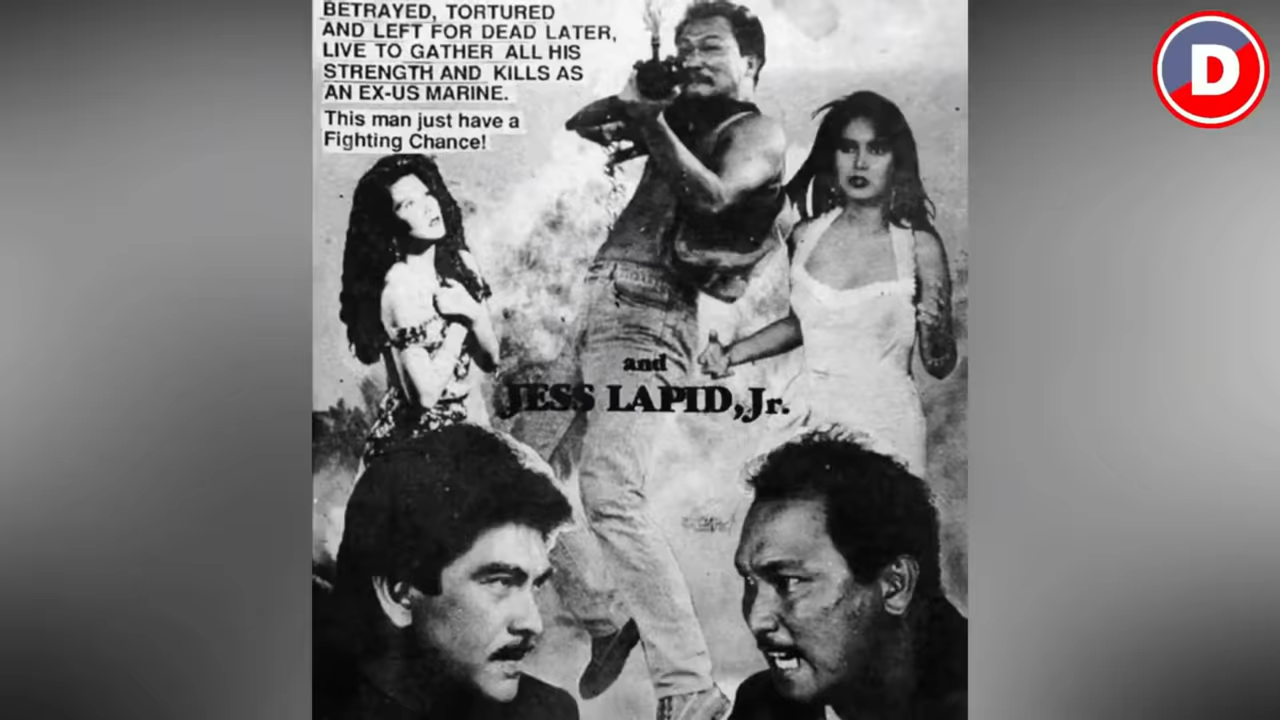 BETRAYED, TORTURED
AND LEFT FOR DEAD LATER,
LIVE TO GATHER ALL HIS
STRENGTH AND KILLS AS
AN EX-US MARINE.
This man just have a
Fighting Chance!
and
JESS LAPID, Jr.
D